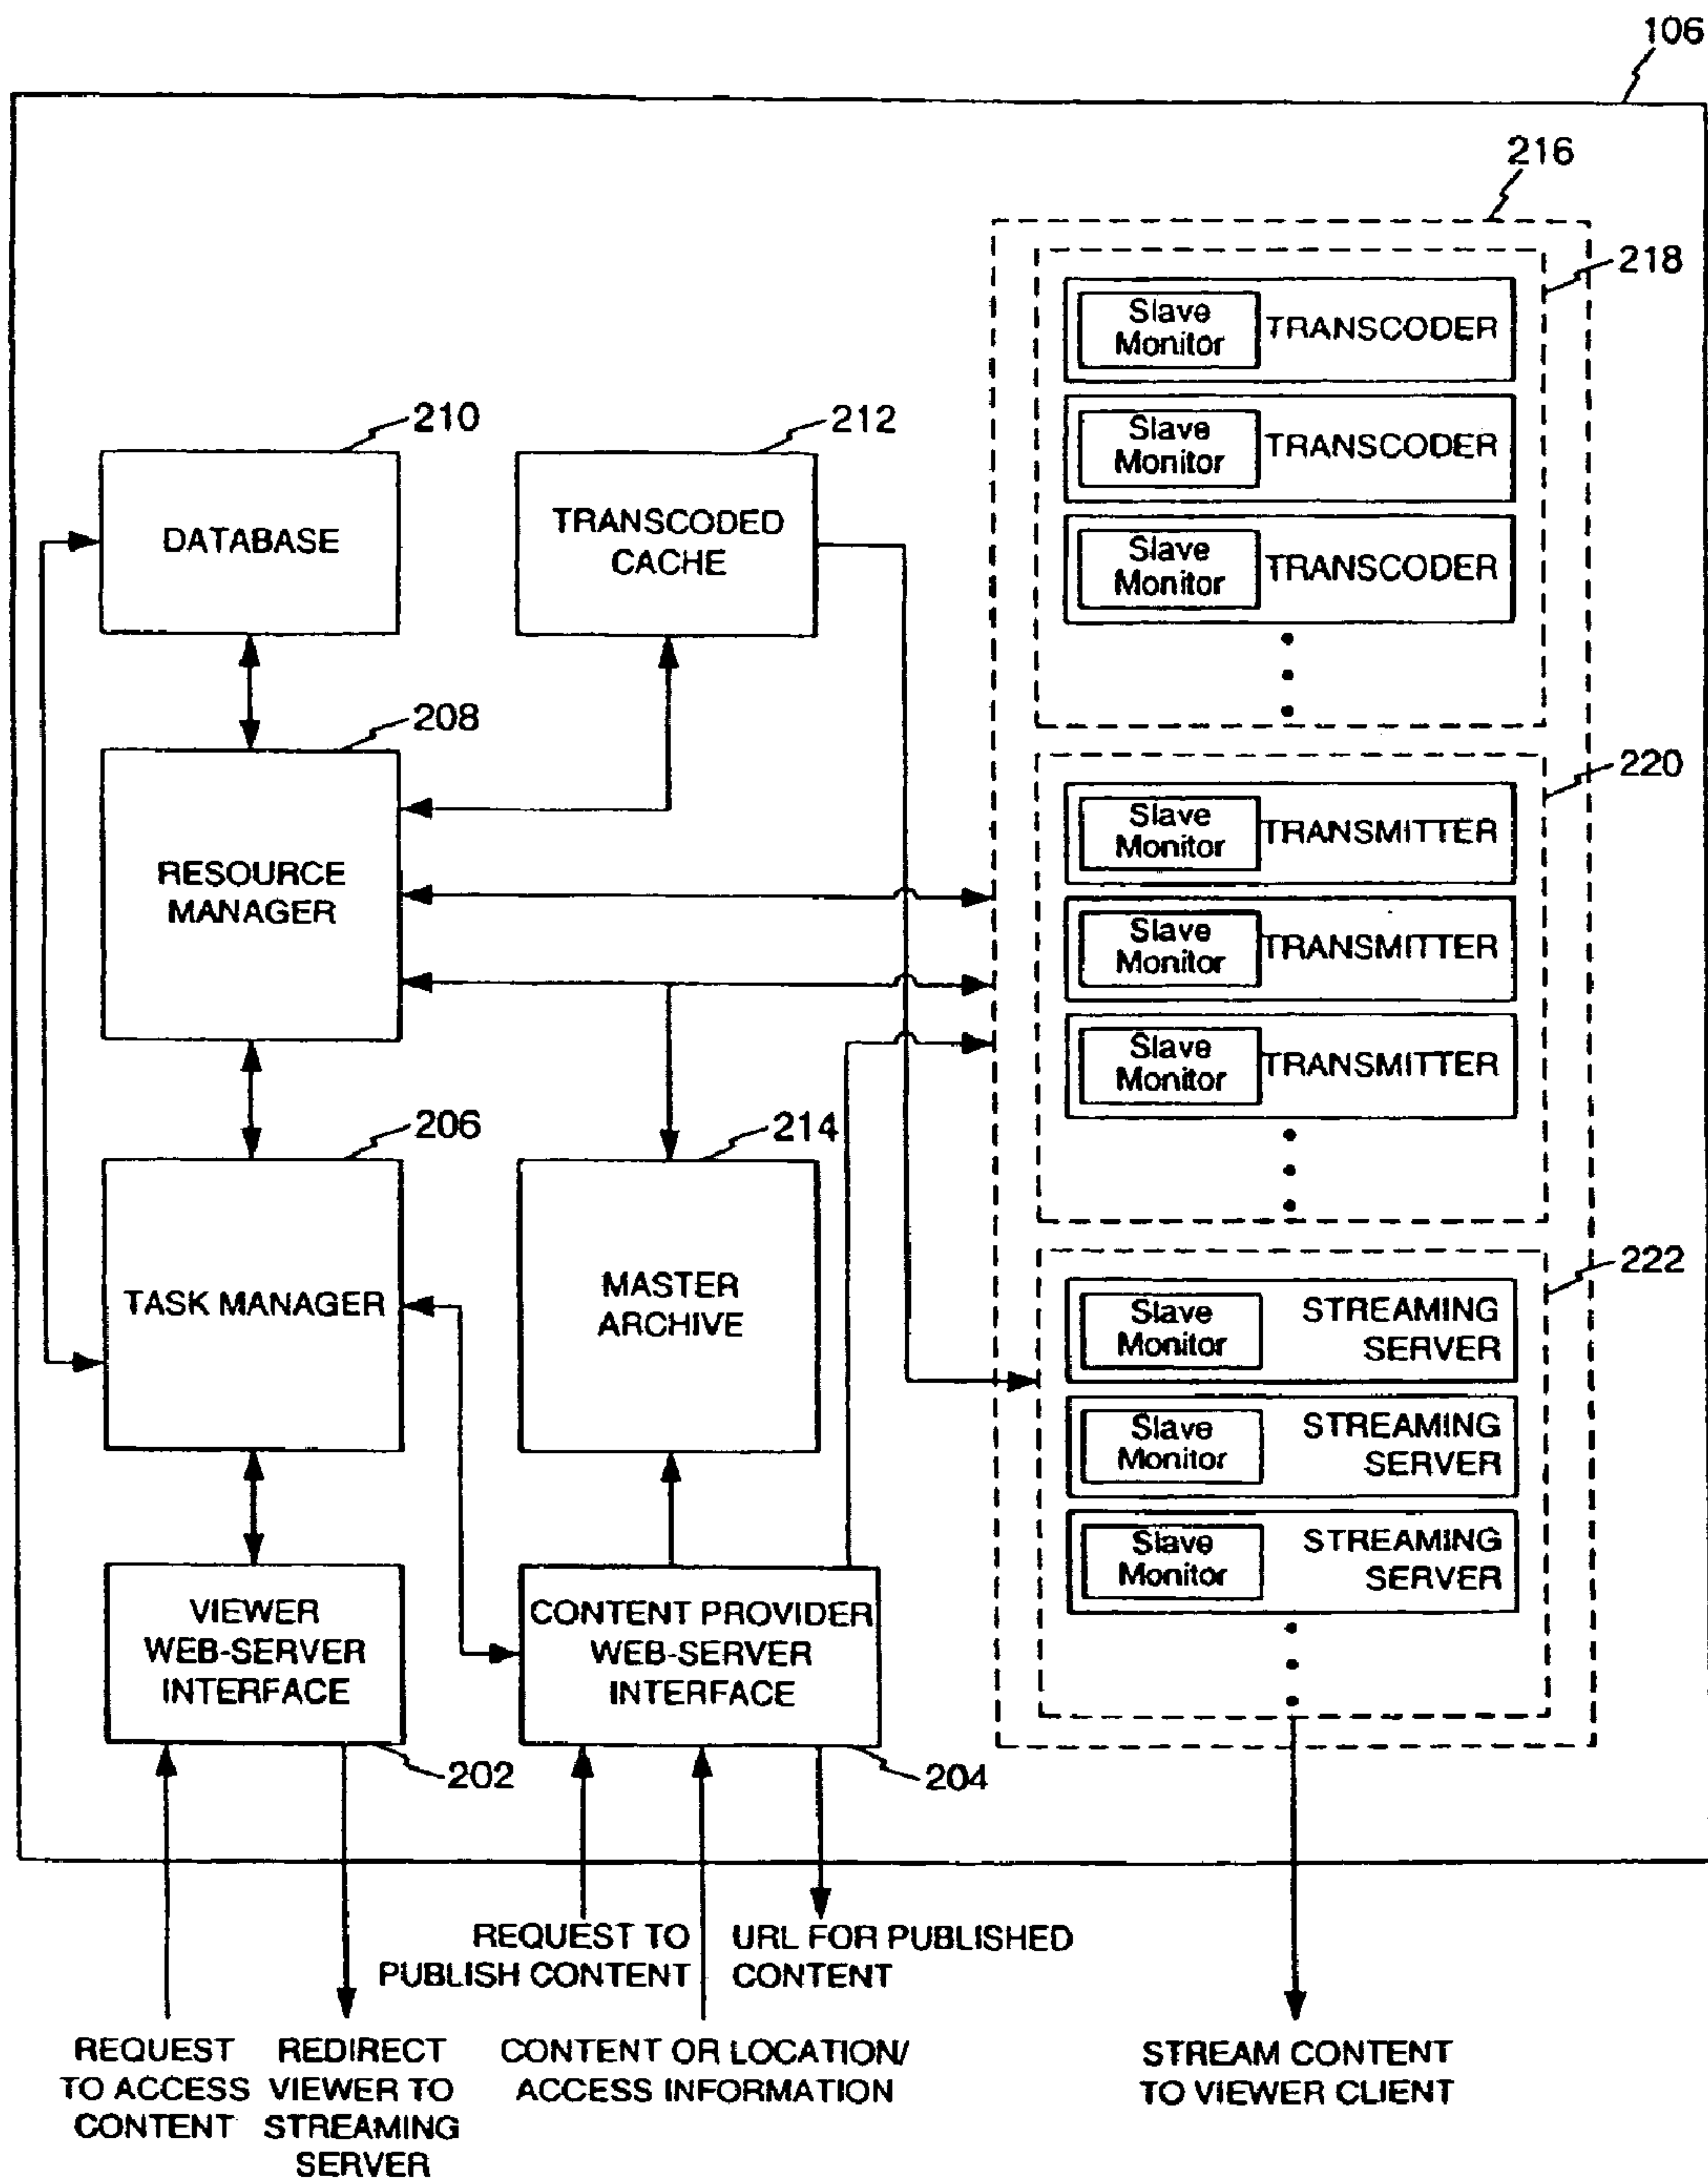 106
216
218
Slave
Monitor
TRANSCODER
Slave
Monitor
TRANSCODER
Slave
Monitor
TRANSCODER
210
DATABASE
212
TRANSCODED
CACHE
208
RESOURCE
MANAGER
220
Slave
Monitor
TRANSMITTER
Slave
Monitor
TRANSMITTER
Slave
Monitor
TRANSMITTER
206
TASK MANAGER
214
MASTER
ARCHIVE
222
Slave
Monitor
STREAMING
SERVER
Slave
Monitor
STREAMING
SERVER
Slave
Monitor
STREAMING
SERVER
VIEWER
WEB-SERVER
INTERFACE
202
CONTENT PROVIDER
WEB-SERVER
INTERFACE
204
REQUEST TO
PUBLISH CONTENT
URL FOR PUBLISHED
CONTENT
REQUEST
TO ACCESS
CONTENT
REDIRECT
VIEWER TO
STREAMING
SERVER
CONTENT OR LOCATION/
ACCESS INFORMATION
STREAM CONTENT
TO VIEWER CLIENT